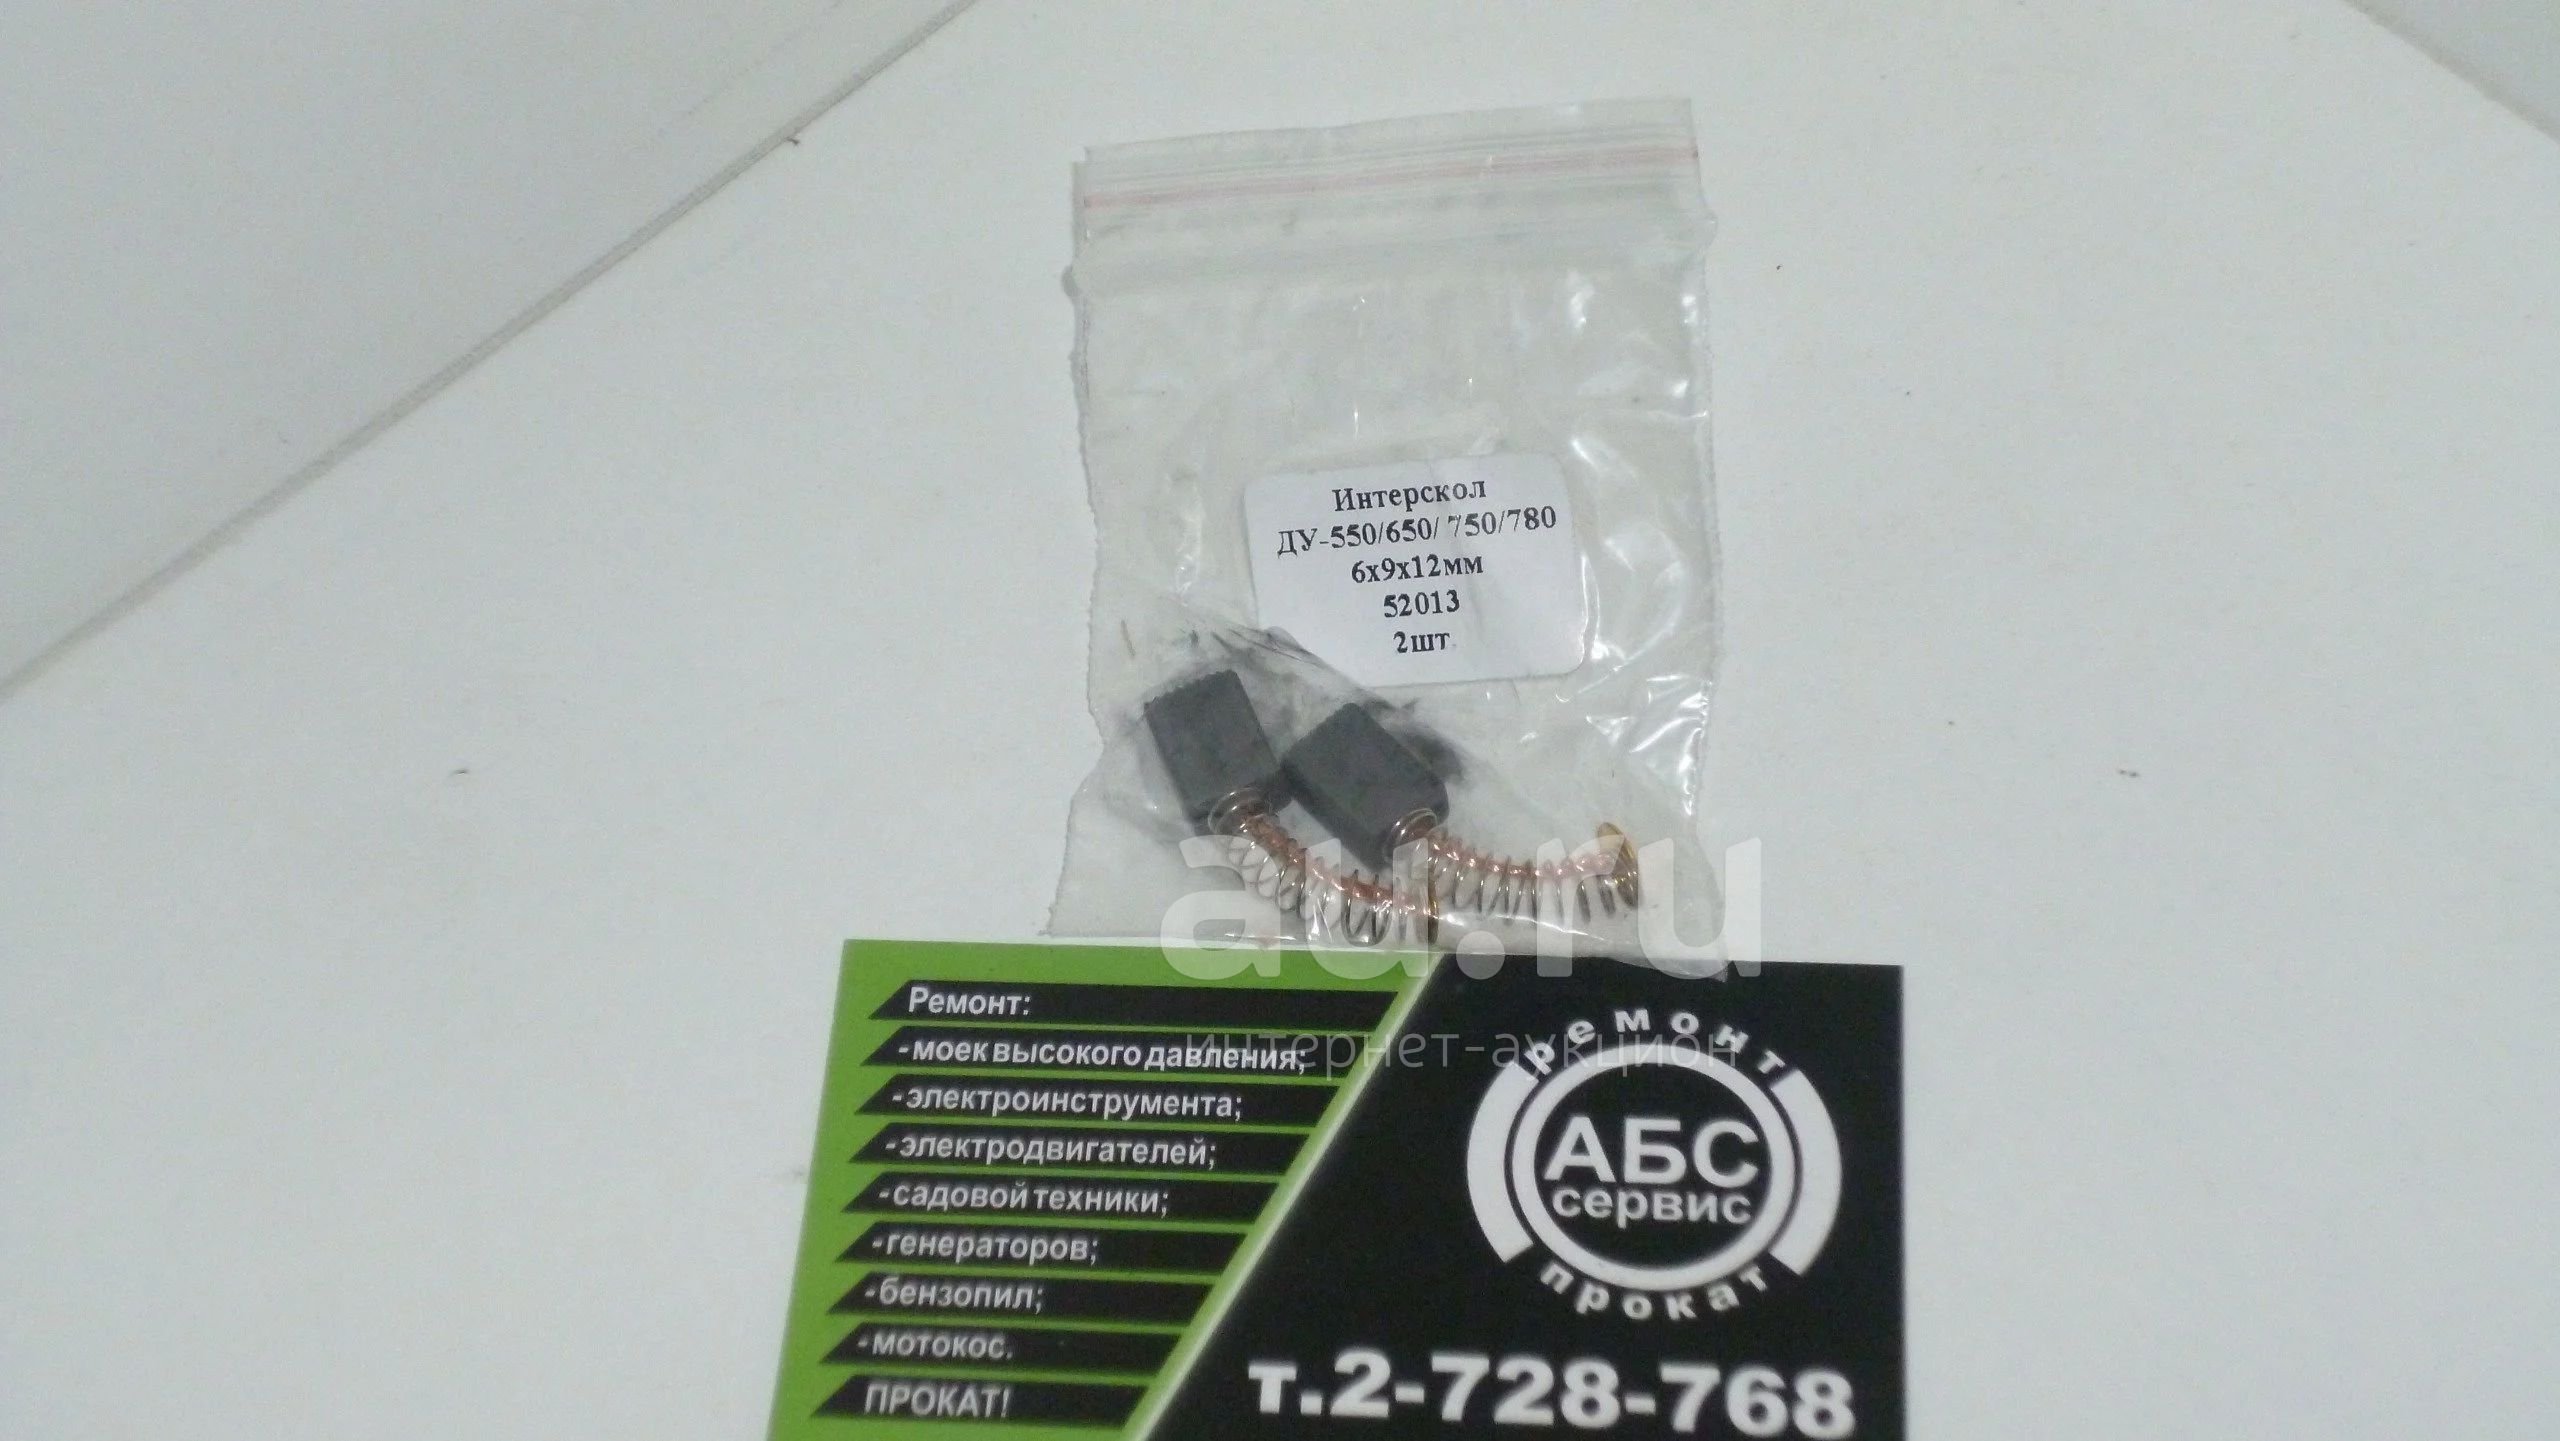 Интерскол
ДУ-550/650/ 750/780
6х9х12мм
52013
2шт.
au.ru
интернет-аукцион
Ремонт:
-моек высокого давления;
-электроинструмента;
-электродвигателей;
-садовой техники;
-генераторов;
-бензопил;
-мотокос.
ПРОКАТ!
ремонт
АБС
сервис
прокат
т.2-728-768